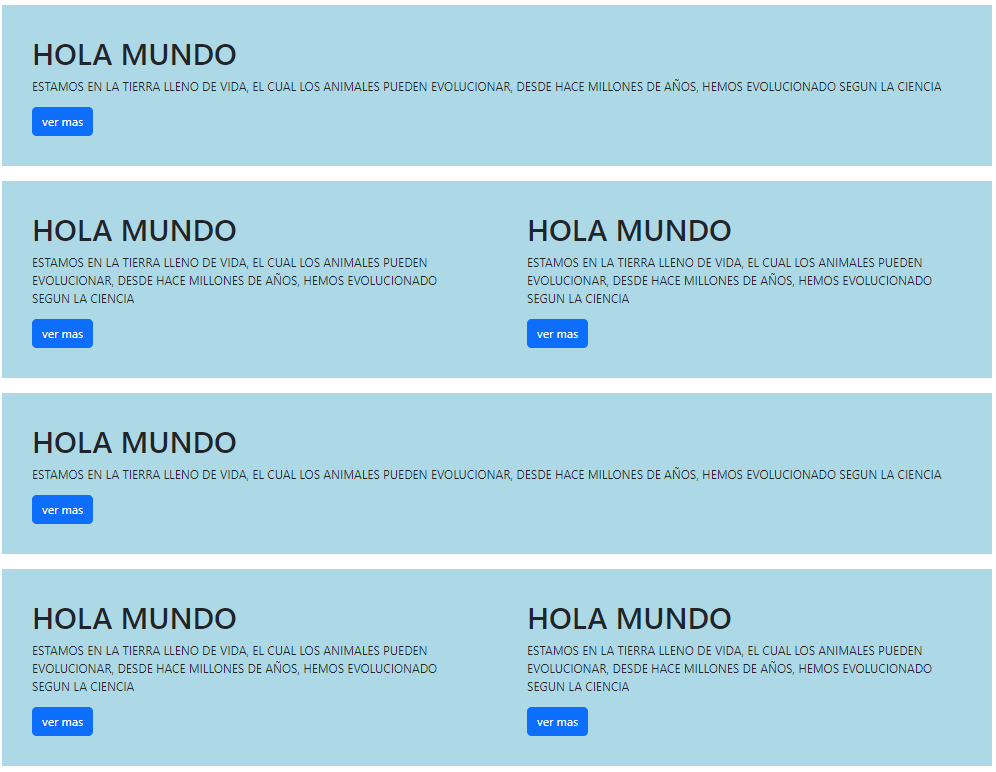 HOLA MUNDO
ESTAMOS EN LA TIERRA LLENO DE VIDA, EL CUAL LOS ANIMALES PUEDEN EVOLUCIONAR, DESDE HACE MILLONES DE AÑOS, HEMOS EVOLUCIONADO SEGUN LA CIENCIA
ver mas
HOLA MUNDO
ESTAMOS EN LA TIERRA LLENO DE VIDA, EL CUAL LOS ANIMALES PUEDEN
EVOLUCIONAR, DESDE HACE MILLONES DE AÑOS, HEMOS EVOLUCIONADO
SEGUN LA CIENCIA
ver mas
HOLA MUNDO
ESTAMOS EN LA TIERRA LLENO DE VIDA, EL CUAL LOS ANIMALES PUEDEN
EVOLUCIONAR, DESDE HACE MILLONES DE AÑOS, HEMOS EVOLUCIONADO
SEGUN LA CIENCIA
ver mas
HOLA MUNDO
ESTAMOS EN LA TIERRA LLENO DE VIDA, EL CUAL LOS ANIMALES PUEDEN EVOLUCIONAR, DESDE HACE MILLONES DE AÑOS, HEMOS EVOLUCIONADO SEGUN LA CIENCIA
ver mas
HOLA MUNDO
ESTAMOS EN LA TIERRA LLENO DE VIDA, EL CUAL LOS ANIMALES PUEDEN
EVOLUCIONAR, DESDE HACE MILLONES DE AÑOS, HEMOS EVOLUCIONADO
SEGUN LA CIENCIA
ver mas
HOLA MUNDO
ESTAMOS EN LA TIERRA LLENO DE VIDA, EL CUAL LOS ANIMALES PUEDEN
EVOLUCIONAR, DESDE HACE MILLONES DE AÑOS, HEMOS EVOLUCIONADO
SEGUN LA CIENCIA
ver mas